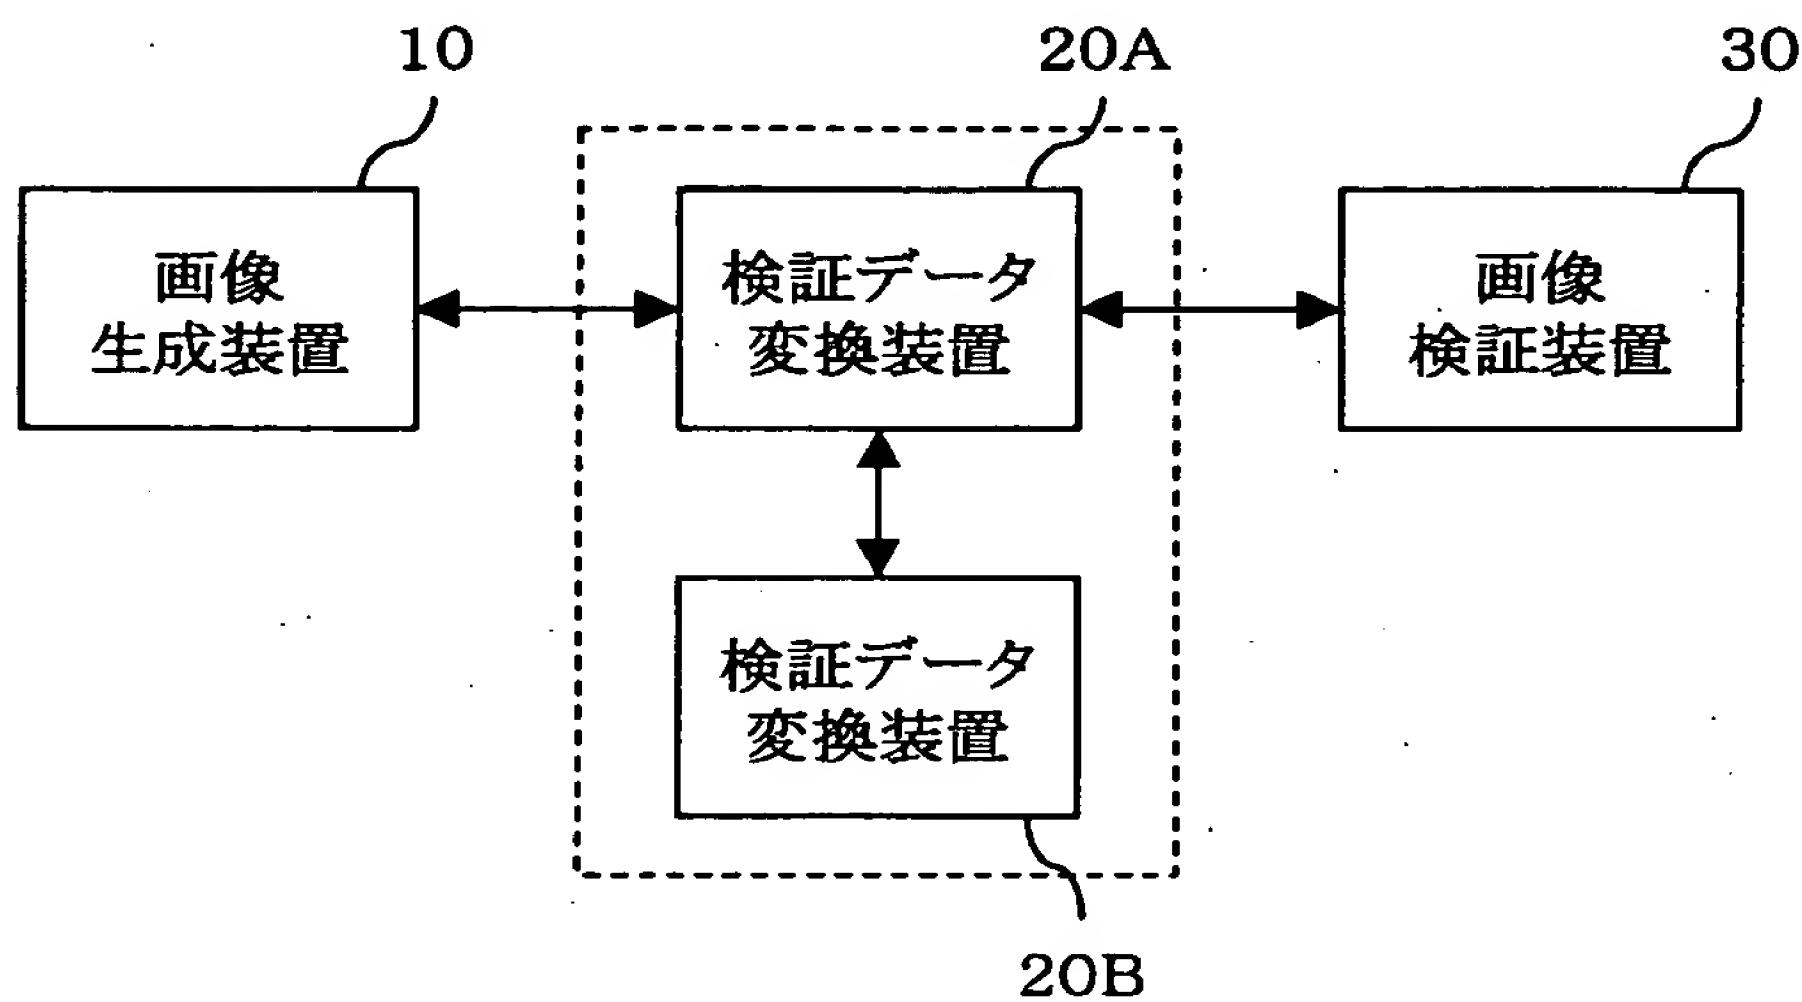 10
20A
30
画像
生成装置
検証データ
変換装置
画像
検証装置
検証データ
変換装置
20B